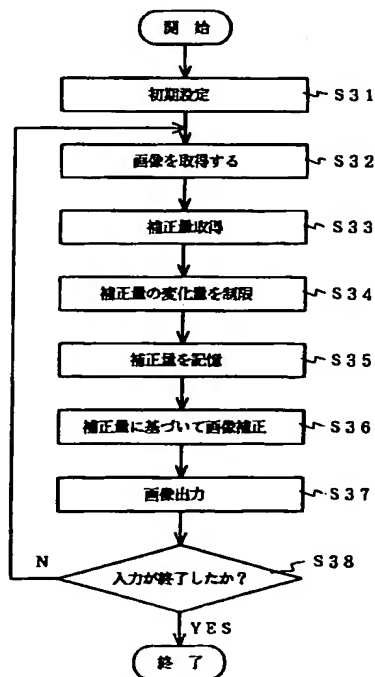 開始
初期設定 S31
画像を取得する S32
補正量取得 S33
補正量の変化量を制限 S34
補正量を記憶 S35
補正量に基づいて画像補正 S36
画像出力 S37
入力が終了したか? S38
N
YES
終了